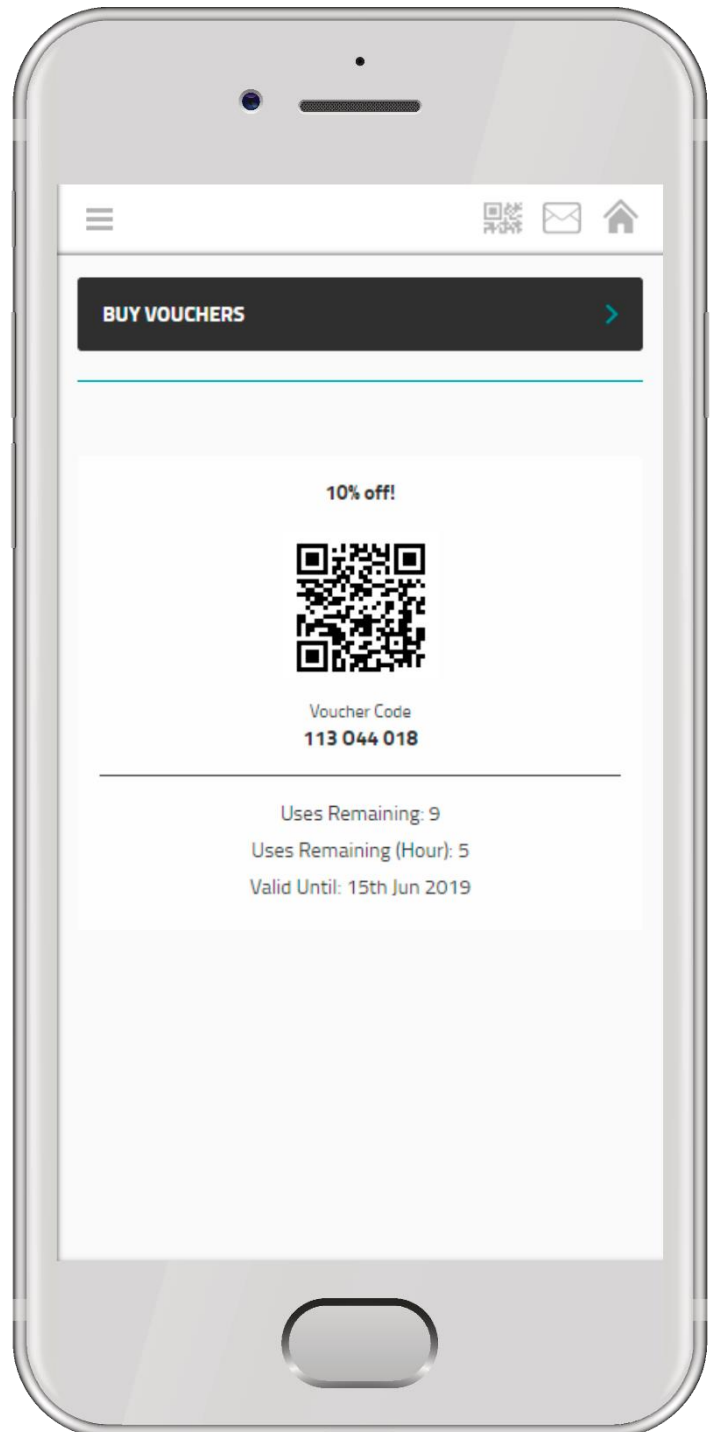 BUY VOUCHERS
10% off!
Voucher Code
113 044 018
Uses Remaining: 9
Uses Remaining (Hour): 5
Valid Until: 15th Jun 2019